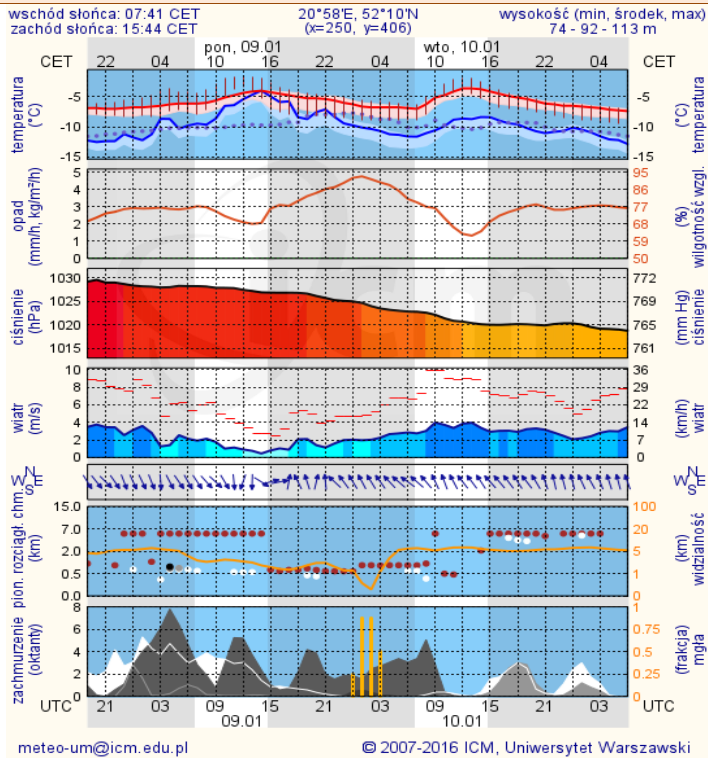 wschód słońca: 07:41 CET 20°58'E, 52°10'N wysokość (min, środek, max)
zachód słońca: 15:44 CET (x=250, y=406) 74 - 92 - 113 m
pon, 09.01 wto, 10.01
CET 22 04 10 16 22 04 10 16 22 04 CET
temperatura (°C)
-5
-10
-15
-5
-10
-15
(°C) temperatura
opad (mm/h, kg/m²/h)
5
4
3
2
1
0
95
86
77
68
59
50
(%) wilgotność wzgl.
ciśnienie (hPa)
1030
1025
1020
1015
772
769
765
761
(mm Hg) ciśnienie
wiatr (m/s)
10
8
6
4
2
0
36
29
22
14
7
0
(km/h) wiatr
N
W E
S
N
W E
S
pion. rozciągł. chm. (km)
15.0
7.0
2.0
0.5
0.0
100
20
5
1
0
(km) widzialność
zachmurzenie (oktanty)
8
6
4
2
0
1
0.75
0.5
0.25
0
(frakcja) mgła
UTC 21 03 09 15 21 03 09 15 21 03 UTC
09.01 10.01
meteo-um@icm.edu.pl © 2007-2016 ICM, Uniwersytet Warszawski